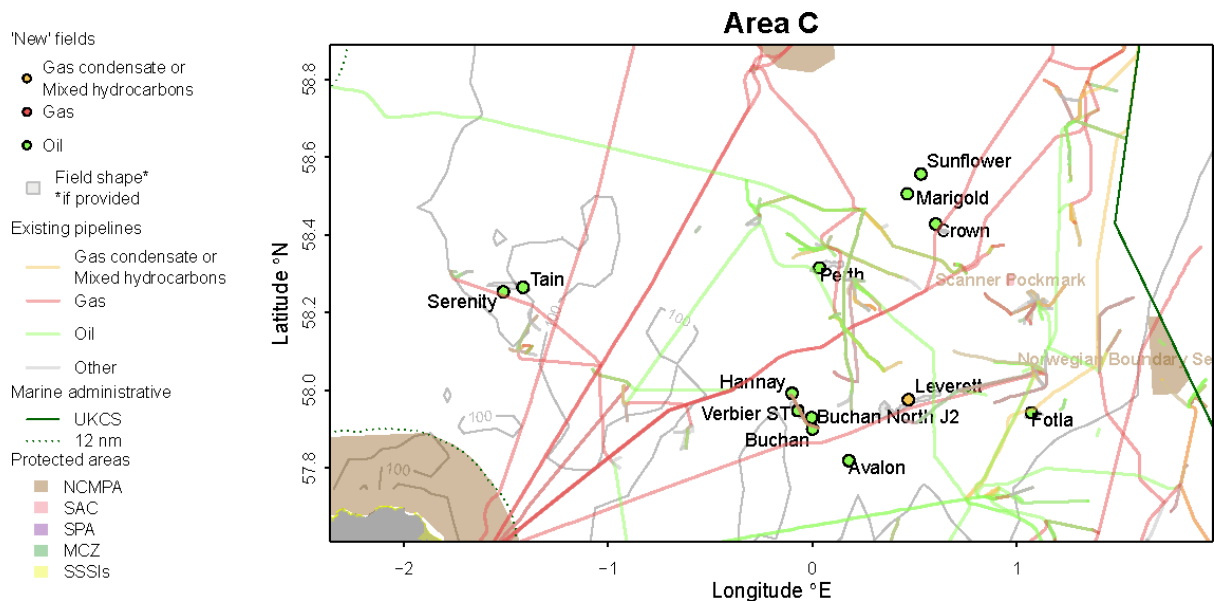 Area C
'New' fields
Gas condensate or
Mixed hydrocarbons
Gas
Oil
Field shape*
*if provided
Existing pipelines
Gas condensate or
Mixed hydrocarbons
Gas
Oil
Other
Marine administrative
UKCS
12 nm
Protected areas
NCMPA
SAC
SPA
MCZ
SSSIs
Latitude °N
58.8
58.6
58.4
58.2
58.0
57.8
Sunflower
Marigold
Crown
Perth
Scanner Pockmark
Tain
Serenity
100
100
Norwegian Boundary Se
Hannay
Leverett
Verbier ST
Buchan North J2
Fotla
Buchan
100
Avalon
100
−2
−1
0
1
Longitude °E